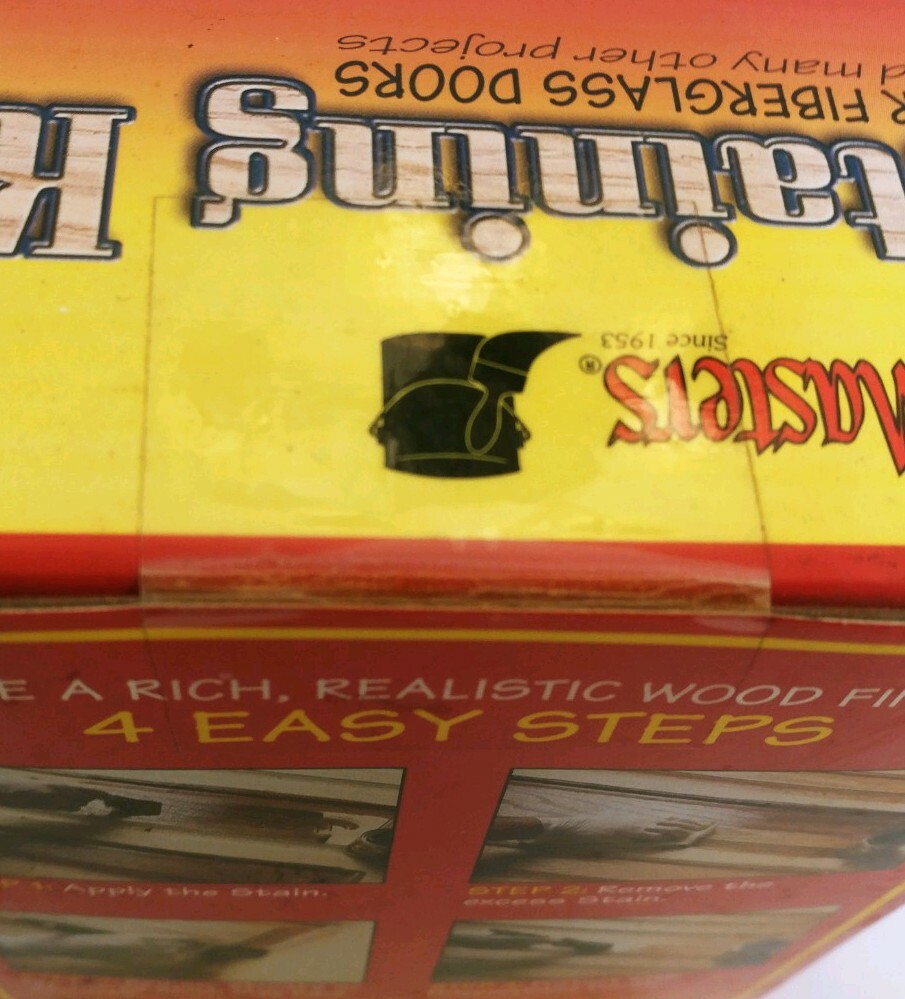 Masters®
Since 1953
taining K
R FIBERGLASS DOORS
d many other projects
E A RICH, REALISTIC WOOD FIN
4 EASY STEPS
P 1: Apply the Stain.
STEP 2: Remove the
excess Stain.